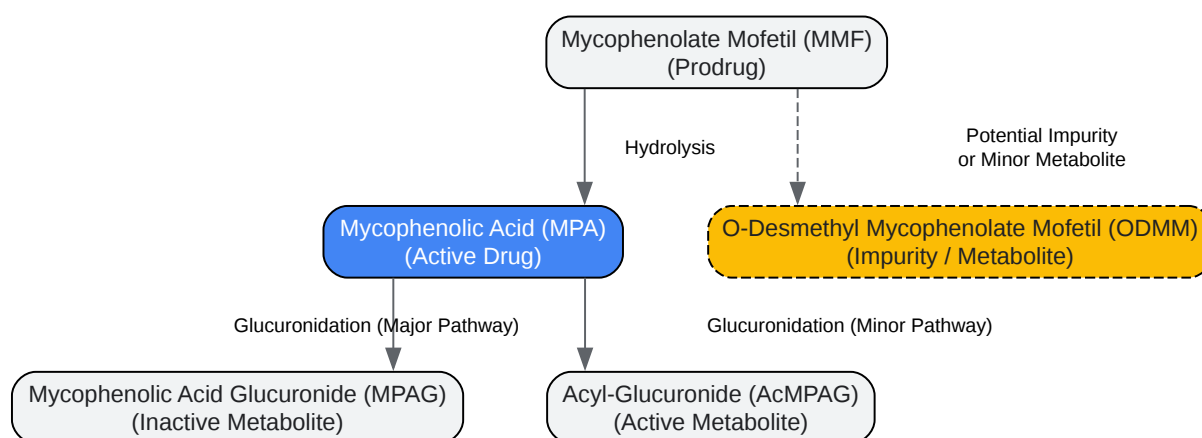 Mycophenolate Mofetil (MMF)
(Prodrug)
Hydrolysis
Potential Impurity
or Minor Metabolite
Mycophenolic Acid (MPA)
(Active Drug)
O-Desmethyl Mycophenolate Mofetil (ODMM)
(Impurity / Metabolite)
Glucuronidation (Major Pathway)
Glucuronidation (Minor Pathway)
Mycophenolic Acid Glucuronide (MPAG)
(Inactive Metabolite)
Acyl-Glucuronide (AcMPAG)
(Active Metabolite)